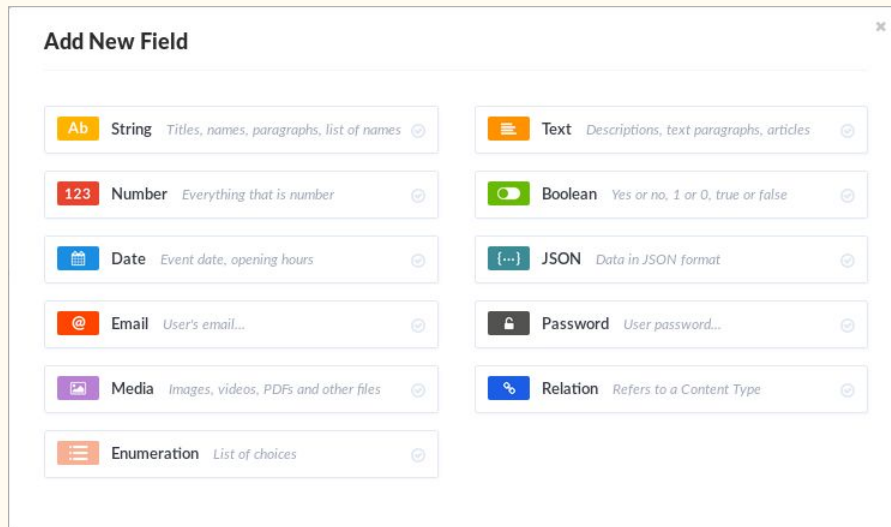 Add New Field
Ab String Titles, names, paragraphs, list of names
Text Descriptions, text paragraphs, articles
123 Number Everything that is number
Boolean Yes or no, 1 or 0, true or false
Date Event date, opening hours
{...} JSON Data in JSON format
@ Email User's email...
Password User password...
Media Images, videos, PDFs and other files
Relation Refers to a Content Type
Enumeration List of choices